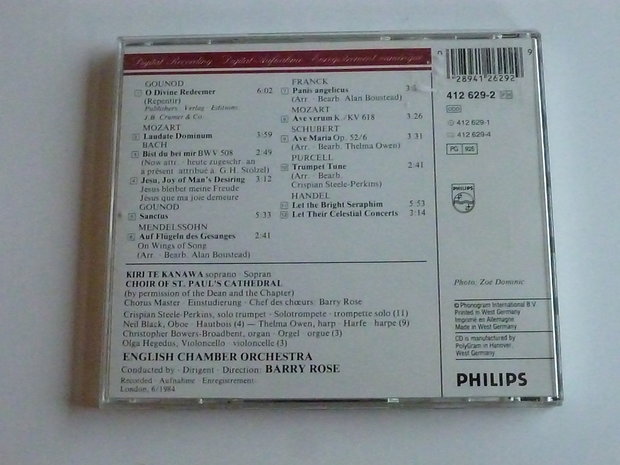 Digital Recording · Digital Aufnahme · Enregistrement numérique
GOUNOD
1 O Divine Redeemer 6:02
(Repentir)
Publishers · Verlag · Editions:
J.B. Cramer & Co.
MOZART
2 Laudate Dominum 3:59
BACH
3 Bist du bei mir BWV 508 2:49
(Now attr. · heute zugeschr. an
à présent attribué à G.H. Stölzel)
4 Jesu, Joy of Man's Desiring 3:12
Jesus bleibet meine Freude
Jésus que ma joie demeure
GOUNOD
5 Sanctus 5:33
MENDELSSOHN
6 Auf Flügeln des Gesanges 2:41
On Wings of Song
(Arr. · Bearb. Alan Boustead)
FRANCK
7 Panis angelicus
(Arr. · Bearb. Alan Boustead)
MOZART
8 Ave verum K./KV 618 3:26
SCHUBERT
9 Ave Maria Op. 52/6 3:31
(Arr. · Bearb. Thelma Owen)
PURCELL
10 Trumpet Tune 2:41
(Arr. · Bearb.
Crispian Steele-Perkins)
HANDEL
11 Let the Bright Seraphim 5:53
12 Let Their Celestial Concerts 3:14
KIRI TE KANAWA soprano · Sopran
CHOIR OF ST. PAUL'S CATHEDRAL
(by permission of the Dean and the Chapter)
Chorus Master · Einstudierung · Chef des chœurs: Barry Rose
Crispian Steele-Perkins, solo trumpet · Solotrompete · trompette solo (11)
Neil Black, Oboe · Hautbois (4) — Thelma Owen, harp · Harfe · harpe (9)
Christopher Bowers-Broadbent, organ · Orgel · orgue (3)
Olga Hegedus, Violoncello · violoncelle (3)
ENGLISH CHAMBER ORCHESTRA
Conducted by · Dirigent · Direction: BARRY ROSE
Recorded · Aufnahme · Enregistrement:
London, 6/1984
0 28941 26292 9
412 629-2
412 629-1
412 629-4
PG 925
PHILIPS
Photo: Zoë Dominic
© Phonogram International B.V.
Printed in West Germany
Imprimé en Allemagne
Made in West Germany
CD is manufactured by
PolyGram in Hanover,
West Germany
PHILIPS